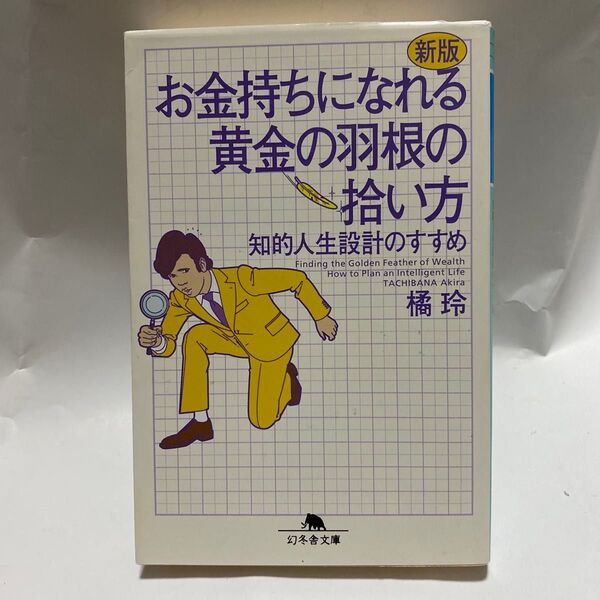 新版
お金持ちになれる
黄金の羽根の
拾い方
知的人生設計のすすめ
Finding the Golden Feather of Wealth
How to Plan an Intelligent Life
TACHIBANA Akira
橘 玲
幻冬舎文庫